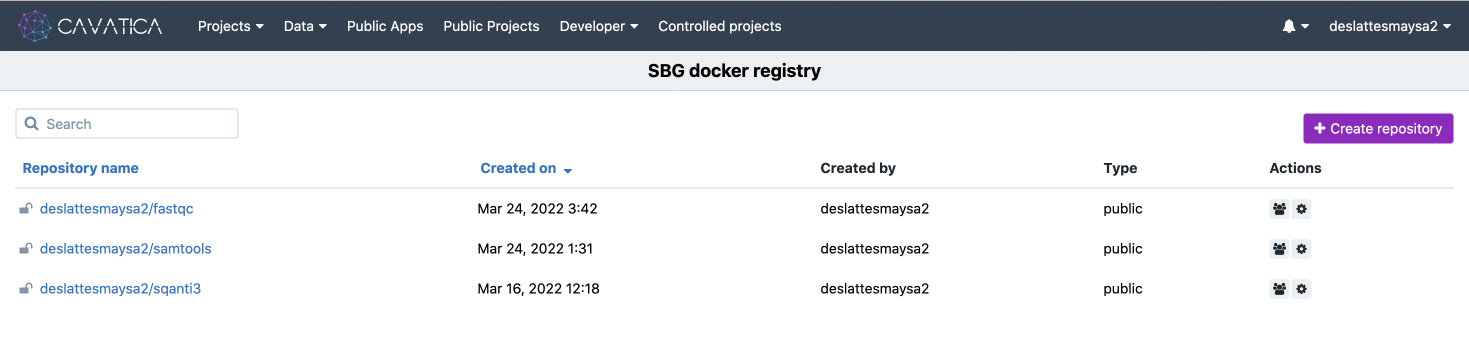 CAVATICA Projects Data Public Apps Public Projects Developer Controlled projects deslattesmaysa2
SBG docker registry
Search
+ Create repository
Repository name Created on Created by Type Actions
deslattesmaysa2/fastqc Mar 24, 2022 3:42 deslattesmaysa2 public
deslattesmaysa2/samtools Mar 24, 2022 1:31 deslattesmaysa2 public
deslattesmaysa2/sqanti3 Mar 16, 2022 12:18 deslattesmaysa2 public